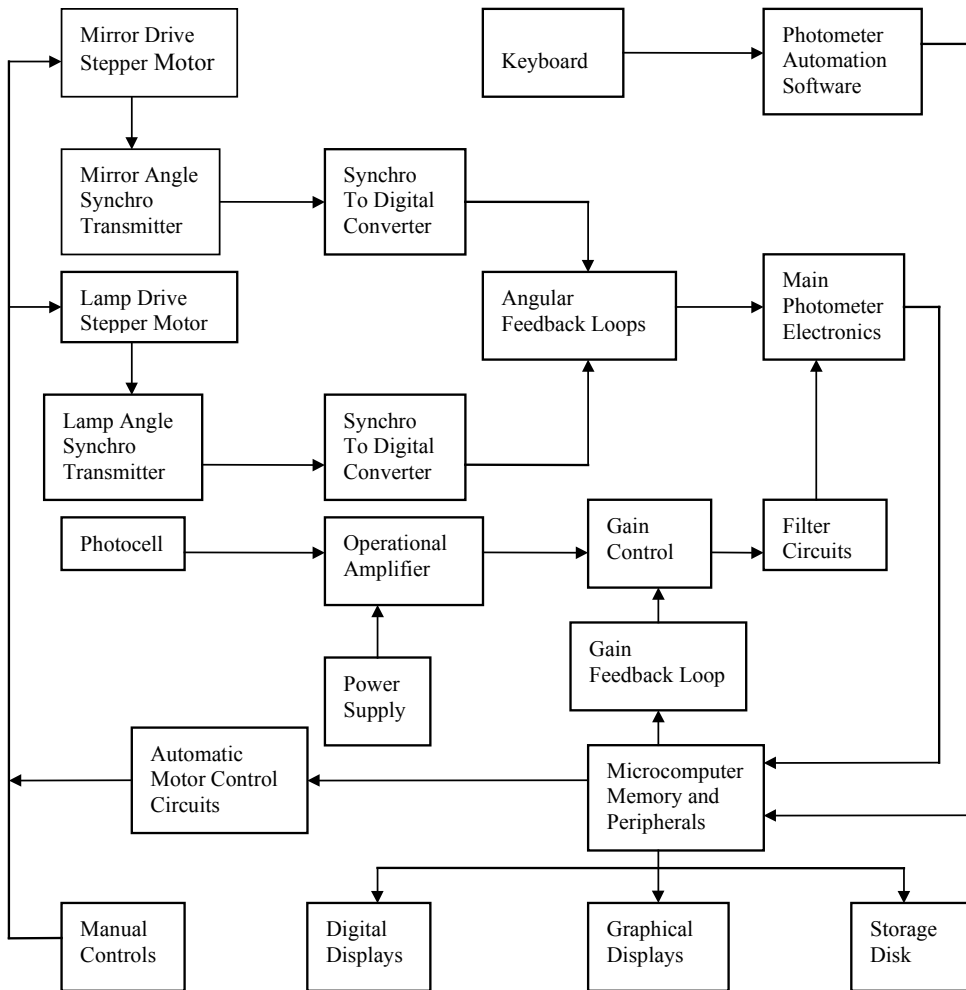 Mirror Drive
Stepper Motor
Keyboard
Photometer
Automation
Software
Mirror Angle
Synchro
Transmitter
Synchro
To Digital
Converter
Lamp Drive
Stepper Motor
Angular
Feedback Loops
Main
Photometer
Electronics
Lamp Angle
Synchro
Transmitter
Synchro
To Digital
Converter
Photocell
Operational
Amplifier
Gain
Control
Filter
Circuits
Gain
Feedback Loop
Power
Supply
Automatic
Motor Control
Circuits
Microcomputer
Memory and
Peripherals
Manual
Controls
Digital
Displays
Graphical
Displays
Storage
Disk